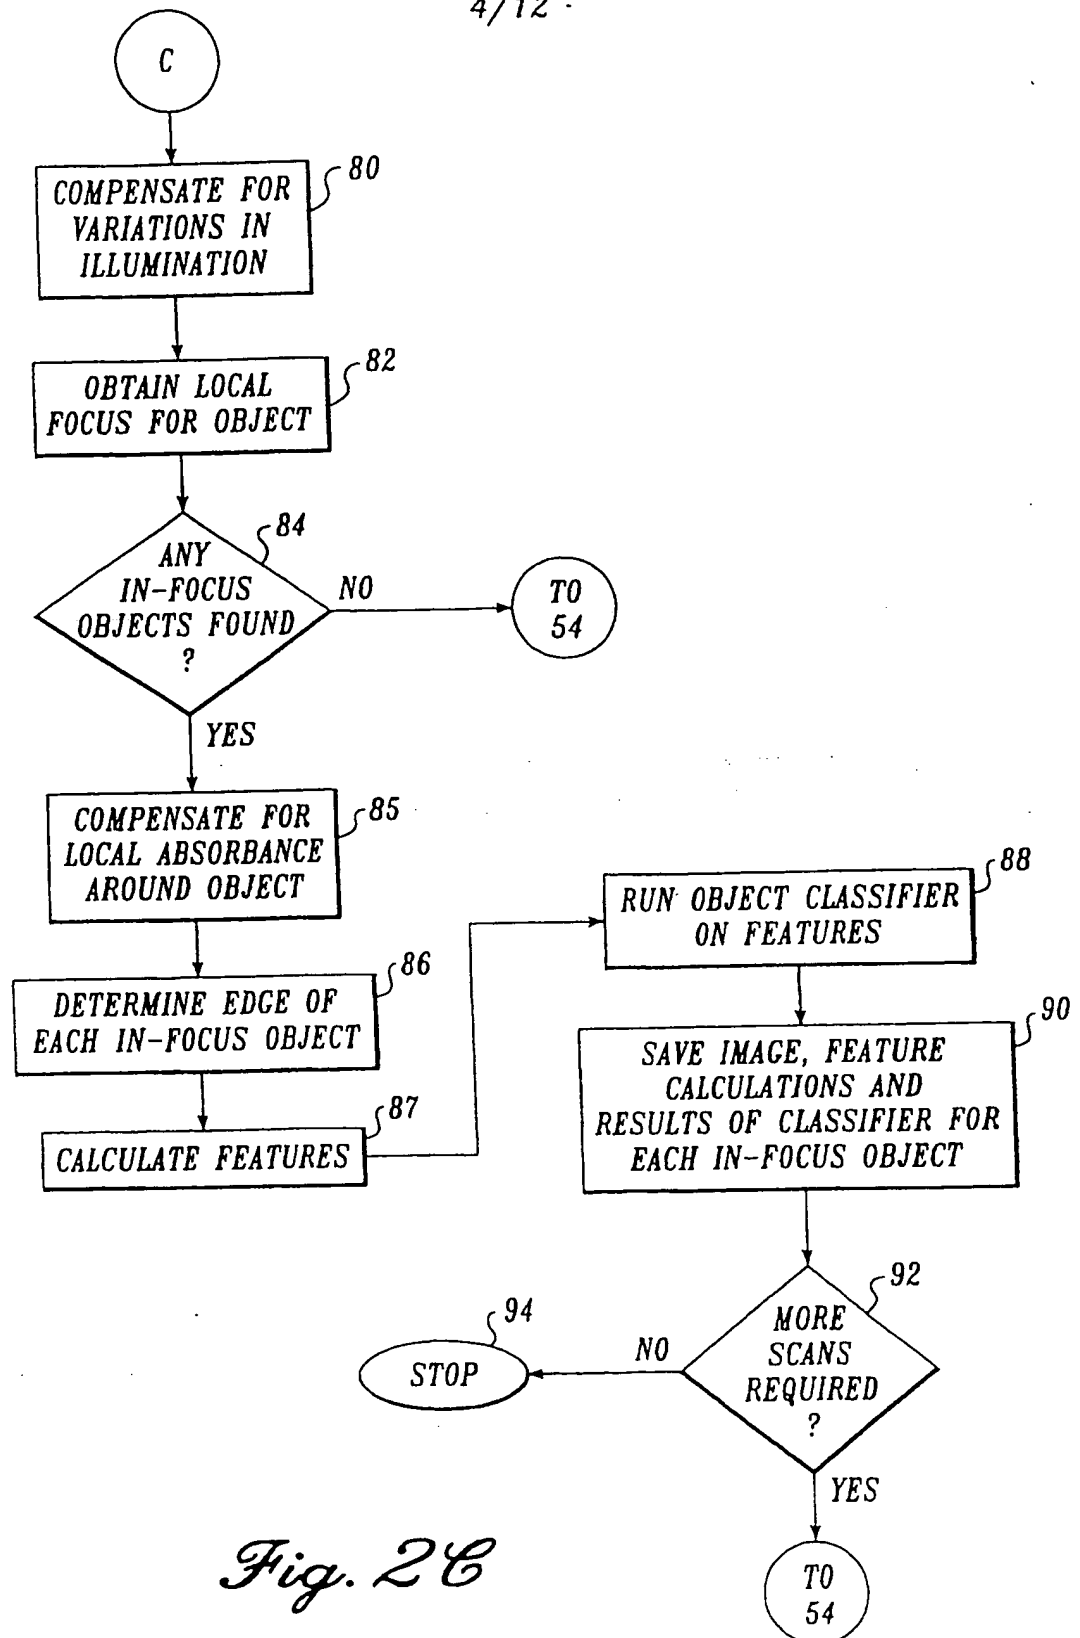 4/12
C
80
COMPENSATE FOR
VARIATIONS IN
ILLUMINATION
82
OBTAIN LOCAL
FOCUS FOR OBJECT
84
ANY
IN-FOCUS
OBJECTS FOUND
?
NO
TO
54
YES
85
COMPENSATE FOR
LOCAL ABSORBANCE
AROUND OBJECT
86
DETERMINE EDGE OF
EACH IN-FOCUS OBJECT
87
CALCULATE FEATURES
88
RUN OBJECT CLASSIFIER
ON FEATURES
90
SAVE IMAGE, FEATURE
CALCULATIONS AND
RESULTS OF CLASSIFIER FOR
EACH IN-FOCUS OBJECT
92
MORE
SCANS
REQUIRED
?
NO
94
STOP
YES
TO
54
Fig. 2C